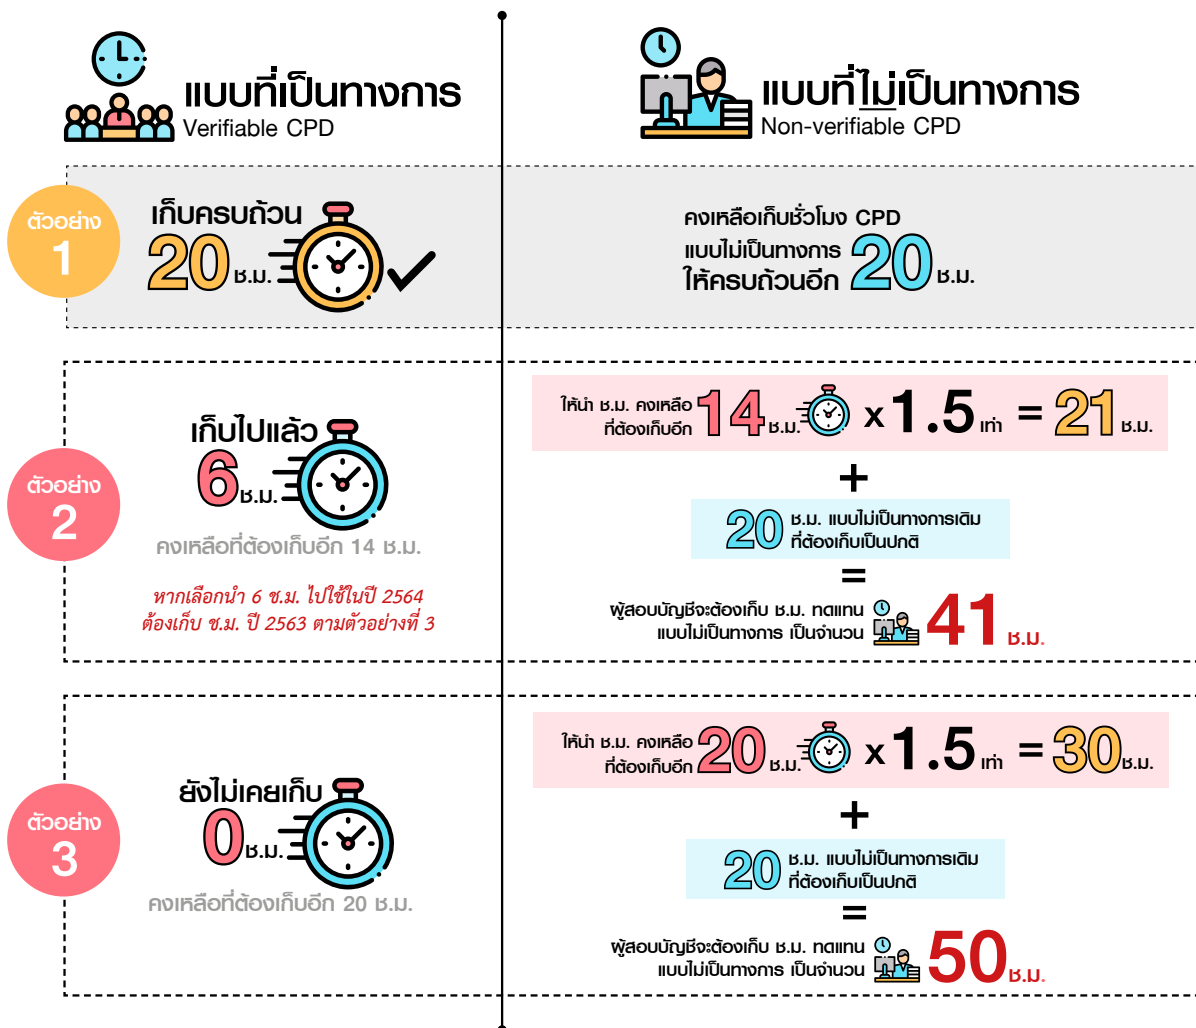 แบบที่เป็นทางการ
Verifiable CPD
แบบที่ไม่เป็นทางการ
Non-verifiable CPD
ตัวอย่าง
1
เก็บครบถ้วน
20 ช.ม.
คงเหลือเก็บชั่วโมง CPD
แบบไม่เป็นทางการ
ให้ครบถ้วนอีก 20 ช.ม.
ตัวอย่าง
2
เก็บไปแล้ว
6 ช.ม.
คงเหลือที่ต้องเก็บอีก 14 ช.ม.
หากเลือกนำ 6 ช.ม. ไปใช้ในปี 2564
ต้องเก็บ ช.ม. ปี 2563 ตามตัวอย่างที่ 3
ให้นำ ช.ม. คงเหลือ
ที่ต้องเก็บอีก 14 ช.ม. x 1.5 เท่า = 21 ช.ม.
+
20 ช.ม. แบบไม่เป็นทางการเดิม
ที่ต้องเก็บเป็นปกติ
=
ผู้สอบบัญชีจะต้องเก็บ ช.ม. ทดแทน
แบบไม่เป็นทางการ เป็นจำนวน 41 ช.ม.
ตัวอย่าง
3
ยังไม่เคยเก็บ
0 ช.ม.
คงเหลือที่ต้องเก็บอีก 20 ช.ม.
ให้นำ ช.ม. คงเหลือ
ที่ต้องเก็บอีก 20 ช.ม. x 1.5 เท่า = 30 ช.ม.
+
20 ช.ม. แบบไม่เป็นทางการเดิม
ที่ต้องเก็บเป็นปกติ
=
ผู้สอบบัญชีจะต้องเก็บ ช.ม. ทดแทน
แบบไม่เป็นทางการ เป็นจำนวน 50 ช.ม.